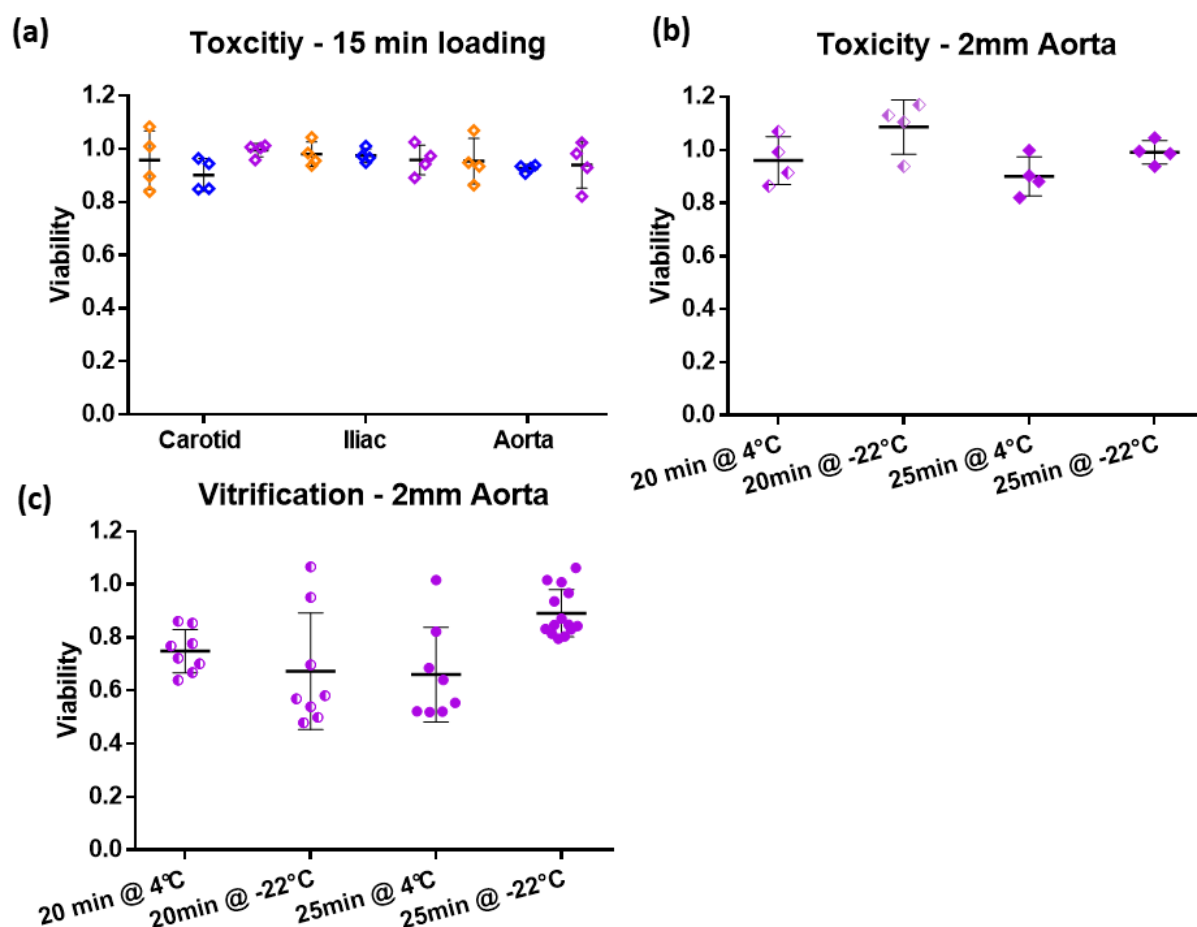 (a)
Toxcitiy - 15 min loading
Viability
1.2
1.0
0.8
0.6
0.4
0.2
0.0
Carotid Iliac Aorta
(b)
Toxicity - 2mm Aorta
Viability
1.2
1.0
0.8
0.6
0.4
0.2
0.0
20 min @ 4°C
20min @ -22°C
25min @ 4°C
25min @ -22°C
(c)
Vitrification - 2mm Aorta
Viability
1.2
1.0
0.8
0.6
0.4
0.2
0.0
20 min @ 4°C
20min @ -22°C
25min @ 4°C
25min @ -22°C